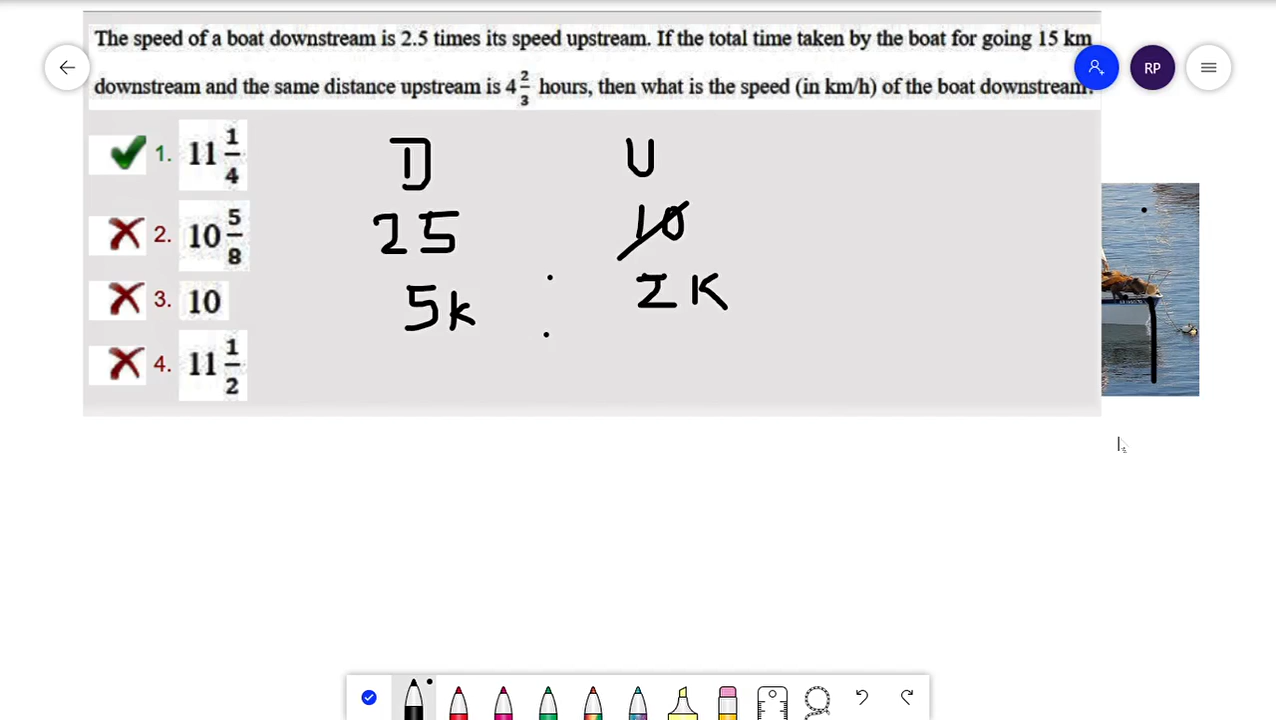 The speed of a boat downstream is 2.5 times its speed upstream. If the total time taken by the boat for going 15 km
downstream and the same distance upstream is 4 2/3 hours, then what is the speed (in km/h) of the boat downstream?
1. 11 1/4
2. 10 5/8
3. 10
4. 11 1/2
D U
25 10
5k : 2K
RP